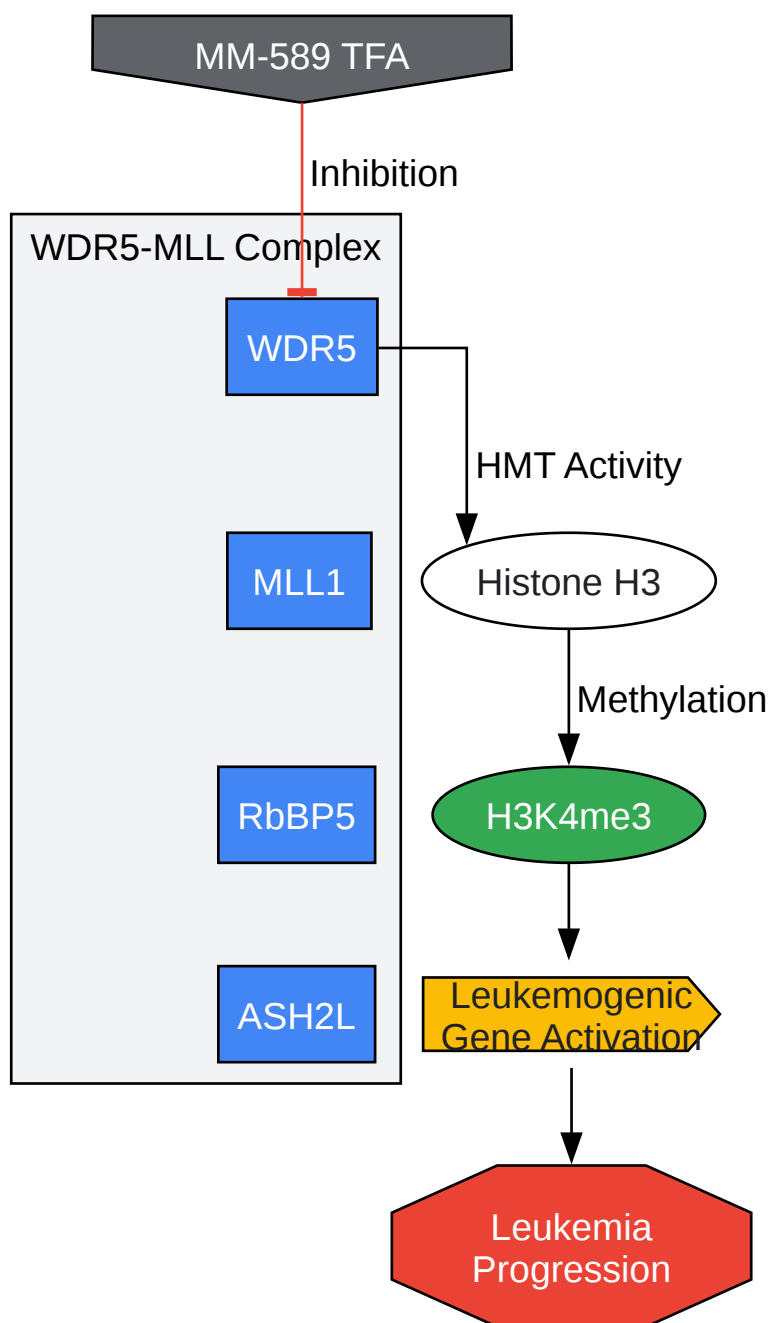 MM-589 TFA
Inhibition
WDR5-MLL Complex
WDR5
HMT Activity
MLL1
Histone H3
Methylation
RbBP5
H3K4me3
Leukemogenic
Gene Activation
ASH2L
Leukemia
Progression